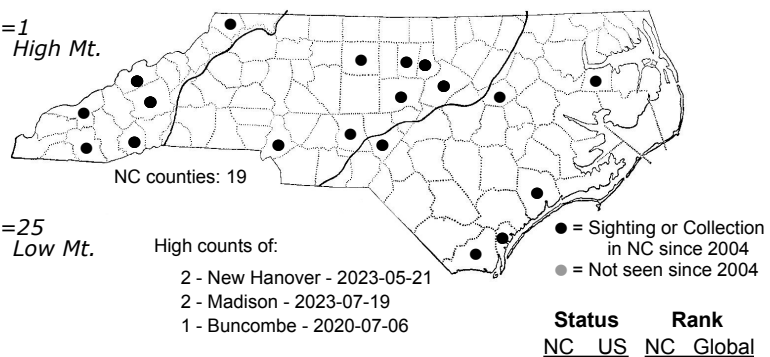 =1
High Mt.
NC counties: 19
=25
Low Mt.
High counts of:
2 - New Hanover - 2023-05-21
2 - Madison - 2023-07-19
1 - Buncombe - 2020-07-06
● = Sighting or Collection
in NC since 2004
● = Not seen since 2004
Status Rank
NC US NC Global